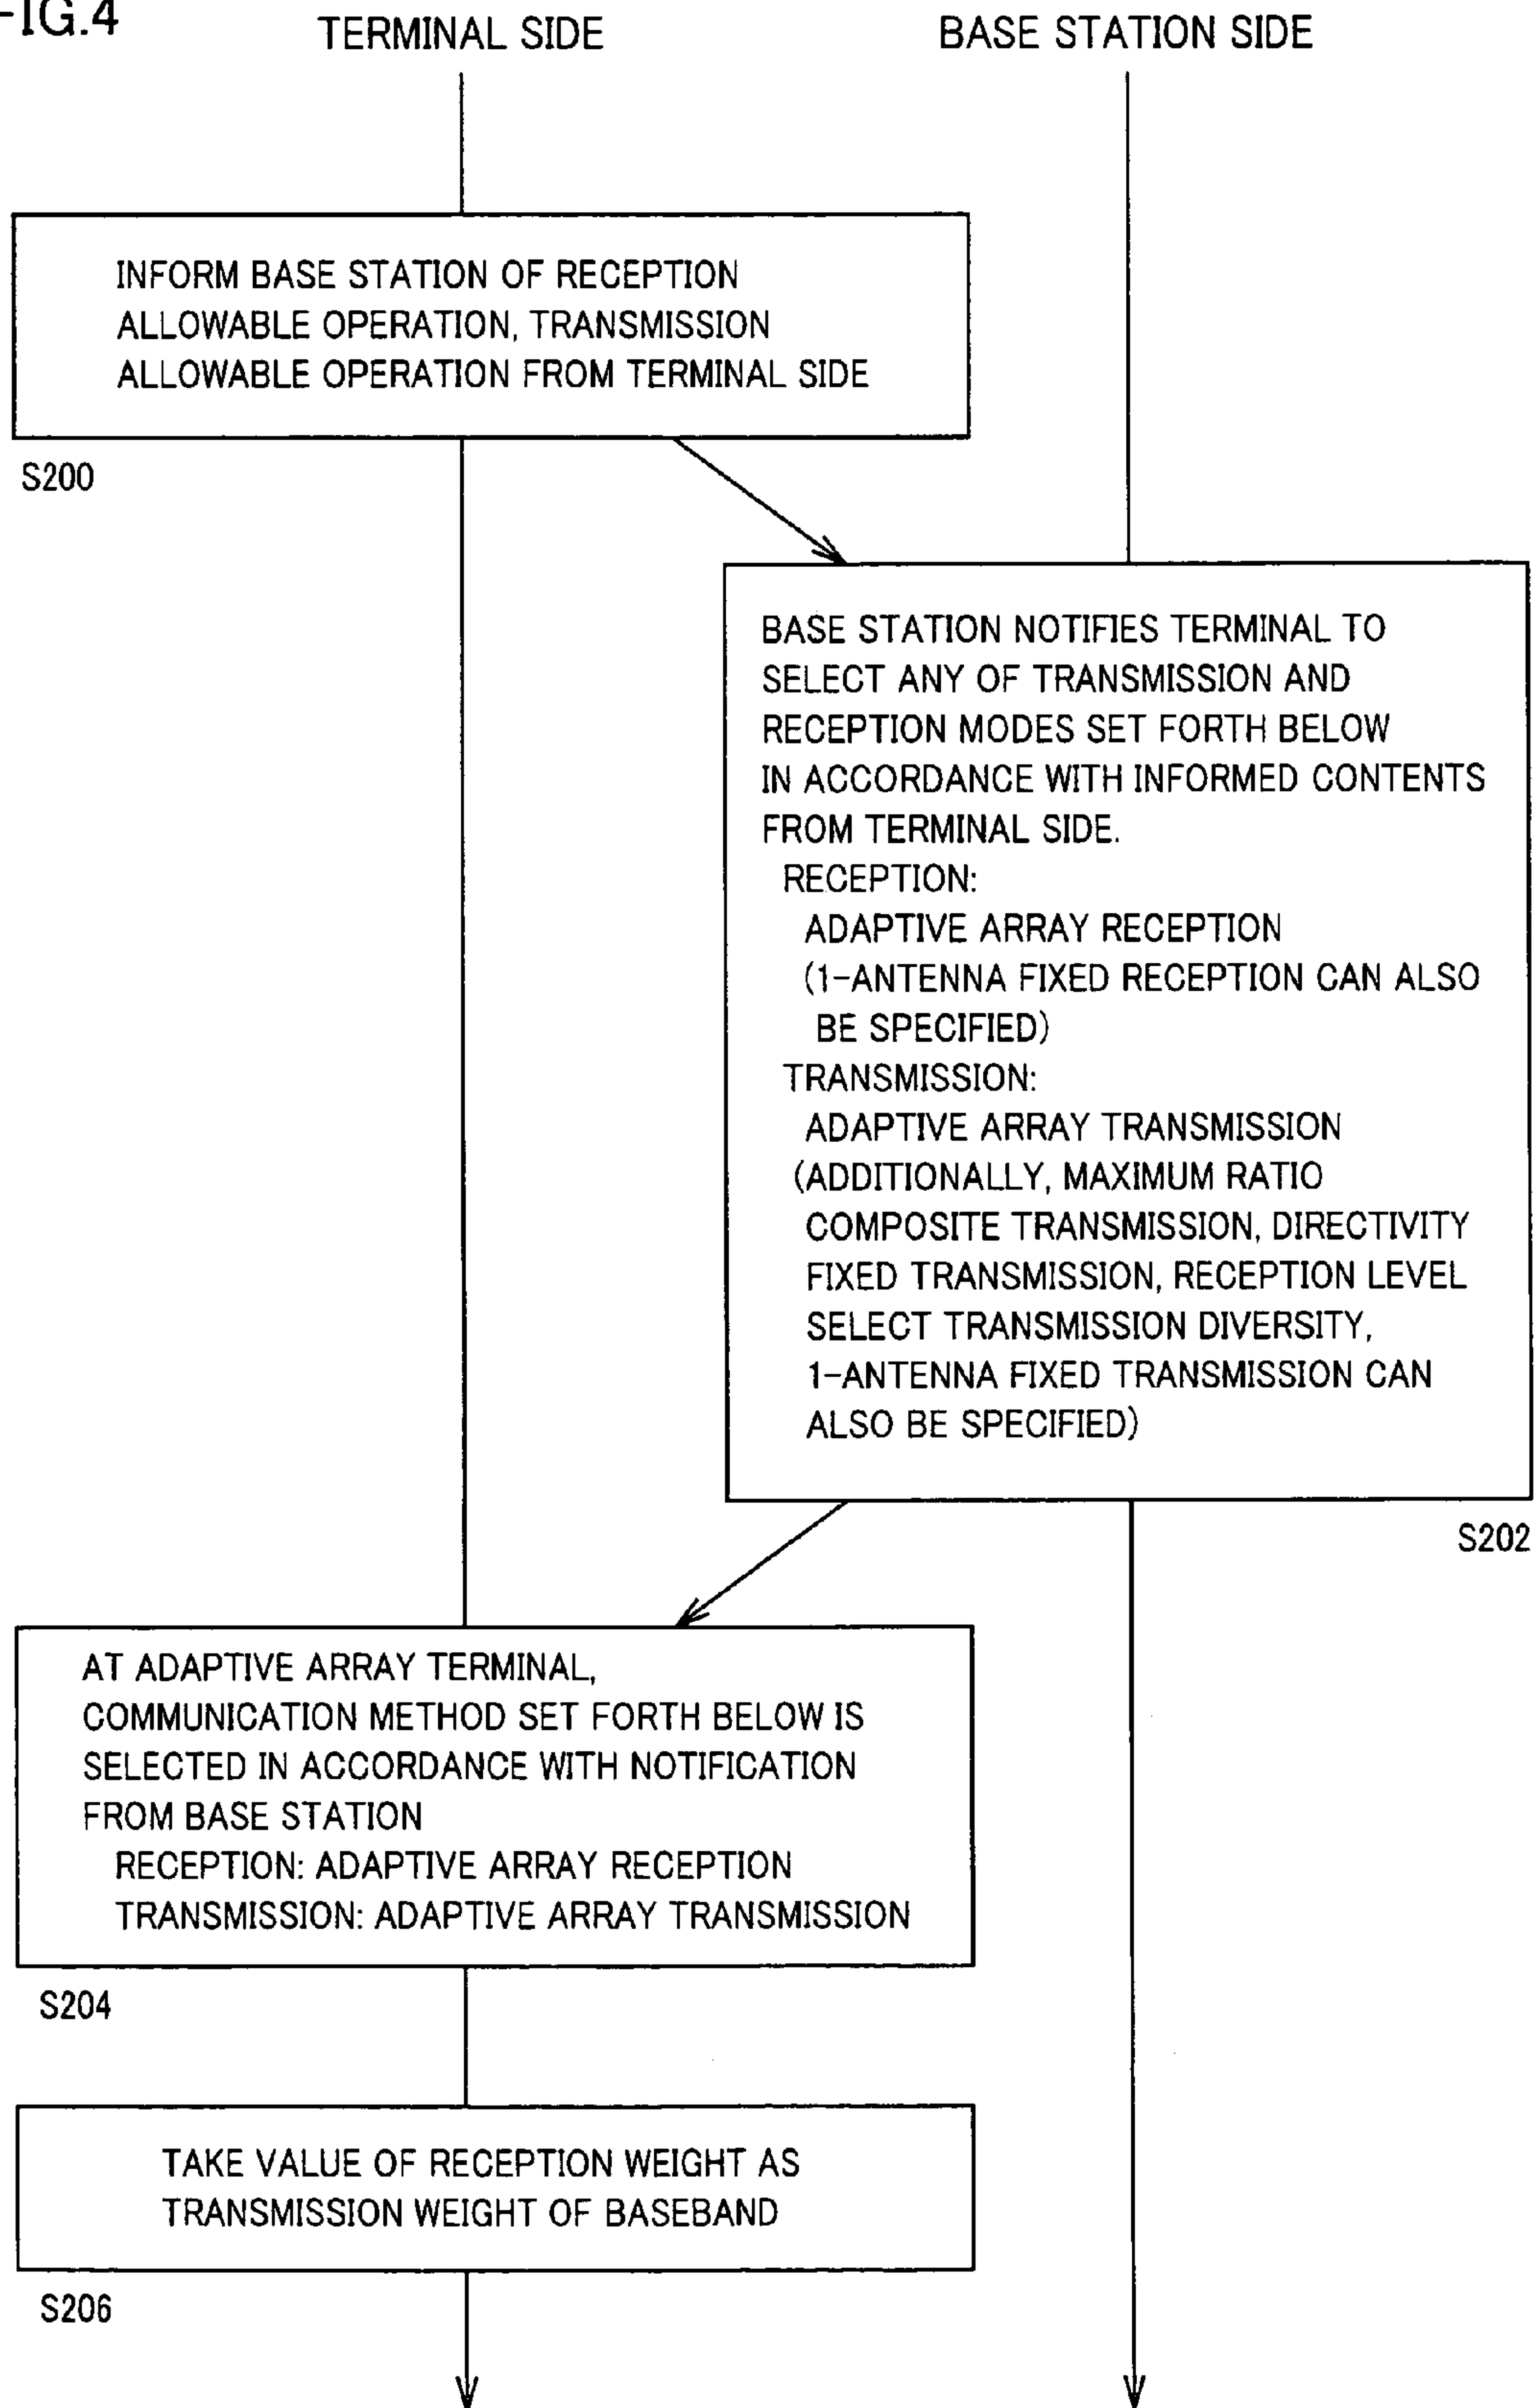 FIG.4
TERMINAL SIDE
BASE STATION SIDE
INFORM BASE STATION OF RECEPTION
ALLOWABLE OPERATION, TRANSMISSION
ALLOWABLE OPERATION FROM TERMINAL SIDE
S200
BASE STATION NOTIFIES TERMINAL TO
SELECT ANY OF TRANSMISSION AND
RECEPTION MODES SET FORTH BELOW
IN ACCORDANCE WITH INFORMED CONTENTS
FROM TERMINAL SIDE.
RECEPTION:
ADAPTIVE ARRAY RECEPTION
(1-ANTENNA FIXED RECEPTION CAN ALSO
BE SPECIFIED)
TRANSMISSION:
ADAPTIVE ARRAY TRANSMISSION
(ADDITIONALLY, MAXIMUM RATIO
COMPOSITE TRANSMISSION, DIRECTIVITY
FIXED TRANSMISSION, RECEPTION LEVEL
SELECT TRANSMISSION DIVERSITY,
1-ANTENNA FIXED TRANSMISSION CAN
ALSO BE SPECIFIED)
S202
AT ADAPTIVE ARRAY TERMINAL,
COMMUNICATION METHOD SET FORTH BELOW IS
SELECTED IN ACCORDANCE WITH NOTIFICATION
FROM BASE STATION
RECEPTION: ADAPTIVE ARRAY RECEPTION
TRANSMISSION: ADAPTIVE ARRAY TRANSMISSION
S204
TAKE VALUE OF RECEPTION WEIGHT AS
TRANSMISSION WEIGHT OF BASEBAND
S206